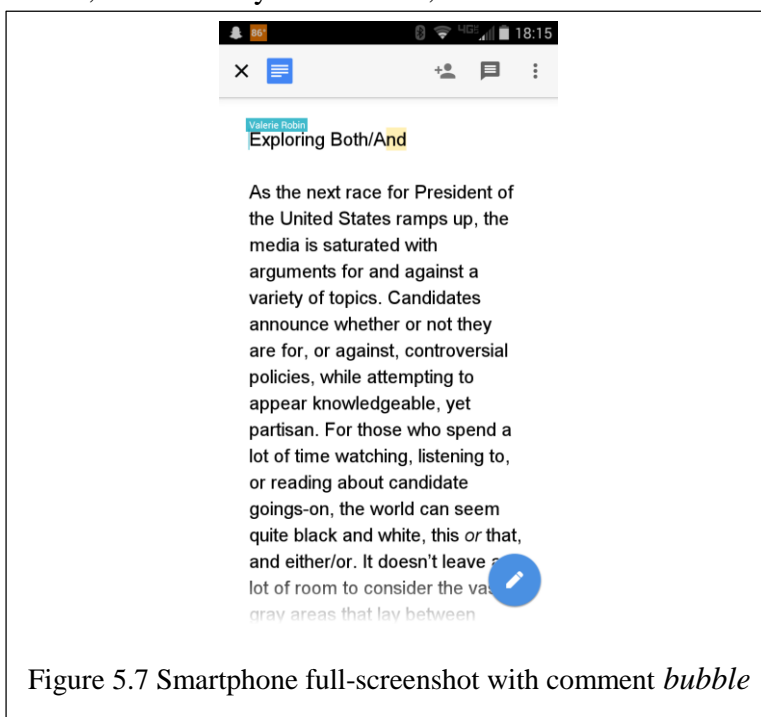 86° 4G 18:15
Valerie Robin
Exploring Both/And
As the next race for President of
the United States ramps up, the
media is saturated with
arguments for and against a
variety of topics. Candidates
announce whether or not they
are for, or against, controversial
policies, while attempting to
appear knowledgeable, yet
partisan. For those who spend a
lot of time watching, listening to,
or reading about candidate
goings-on, the world can seem
quite black and white, this or that,
and either/or. It doesn't leave a
lot of room to consider the vast
gray areas that lay between
Figure 5.7 Smartphone full-screenshot with comment bubble